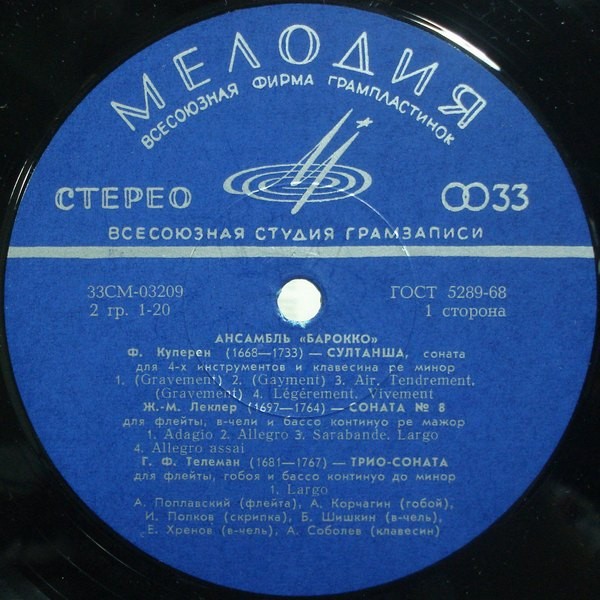 МЕЛОДИЯ
ВСЕСОЮЗНАЯ ФИРМА ГРАМПЛАСТИНОК
СТЕРЕО
33
ВСЕСОЮЗНАЯ СТУДИЯ ГРАМЗАПИСИ
33СМ-03209
ГОСТ 5289-68
2 гр. 1-20
1 сторона
АНСАМБЛЬ «БАРОККО»
Ф. Куперен (1668—1733) — СУЛТАНША, соната
для 4-х инструментов и клавесина ре минор
1. (Gravement) 2. (Gayment) 3. Air. Tendrement.
(Gravement) 4. Légérement. Vivement
Ж.-М. Леклер (1697—1764) — СОНАТА № 8
для флейты, в-чели и бассо континуо ре мажор
1. Adagio 2. Allegro 3. Sarabande. Largo
4. Allegro assai
Г. Ф. Телеман (1681—1767) — ТРИО-СОНАТА
для флейты, гобоя и бассо континуо до минор
1. Largo
А. Поплавский (флейта), А. Корчагин (гобой),
И. Попков (скрипка), Б. Шишкин (в-чель),
Е. Хренов (в-чель), А. Соболев (клавесин)